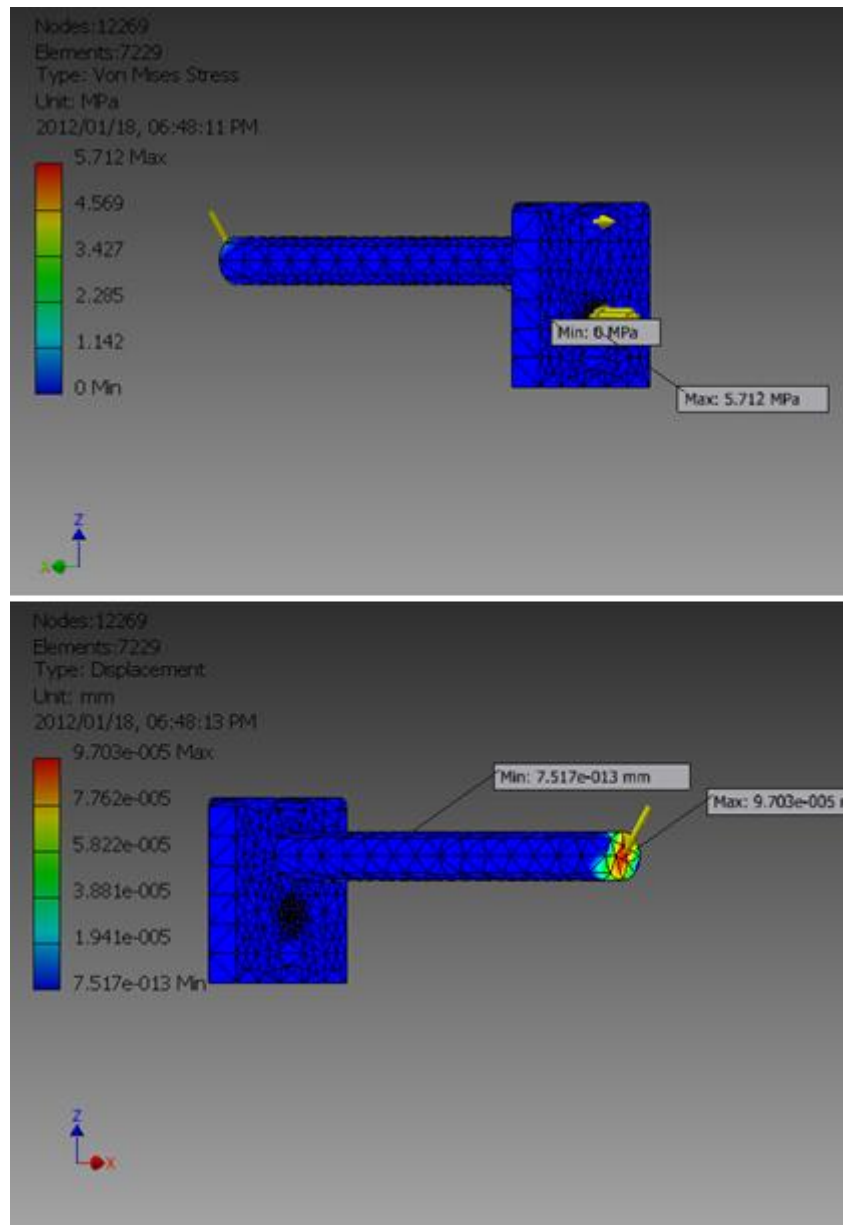 Nodes:12269
Elements:7229
Type: Von Mises Stress
Unit: MPa
2012/01/18, 06:48:11 PM
5.712 Max
4.569
3.427
2.285
1.142
0 Min
Min: 0 MPa
Max: 5.712 MPa
Z
Nodes:12269
Elements:7229
Type: Displacement
Unit: mm
2012/01/18, 06:48:13 PM
9.703e-005 Max
7.762e-005
5.822e-005
3.881e-005
1.941e-005
7.517e-013 Min
Min: 7.517e-013 mm
Max: 9.703e-005
Z
X